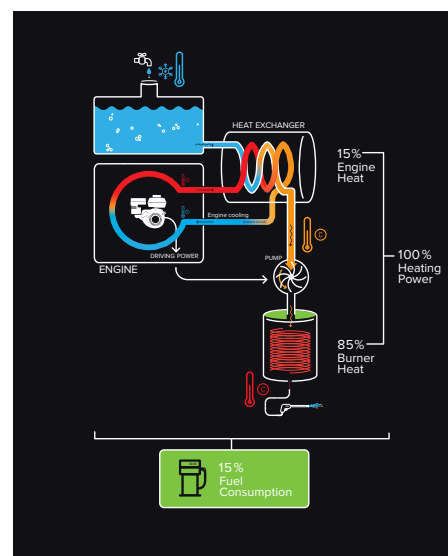 HEAT EXCHANGER
15%
Engine
Heat
Engine cooling
DRIVING POWER
ENGINE
PUMP
C
100%
Heating
Power
85%
Burner
Heat
C
15%
Fuel
Consumption